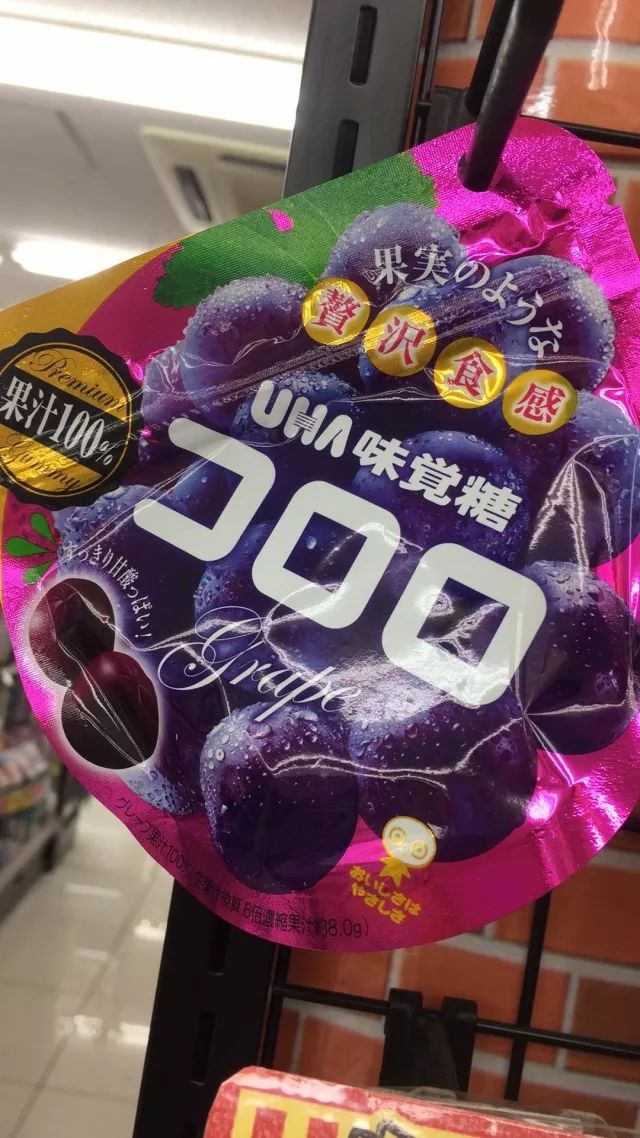 果実のような
贅沢食感
Premium
果汁100%
Gummy
UHA味覚糖
コロロ
Grape
すっきり甘酸っぱい!
グレープ果汁100%(生果汁換算 6倍濃縮果汁約8.0g)
おいしさは
やさしさ